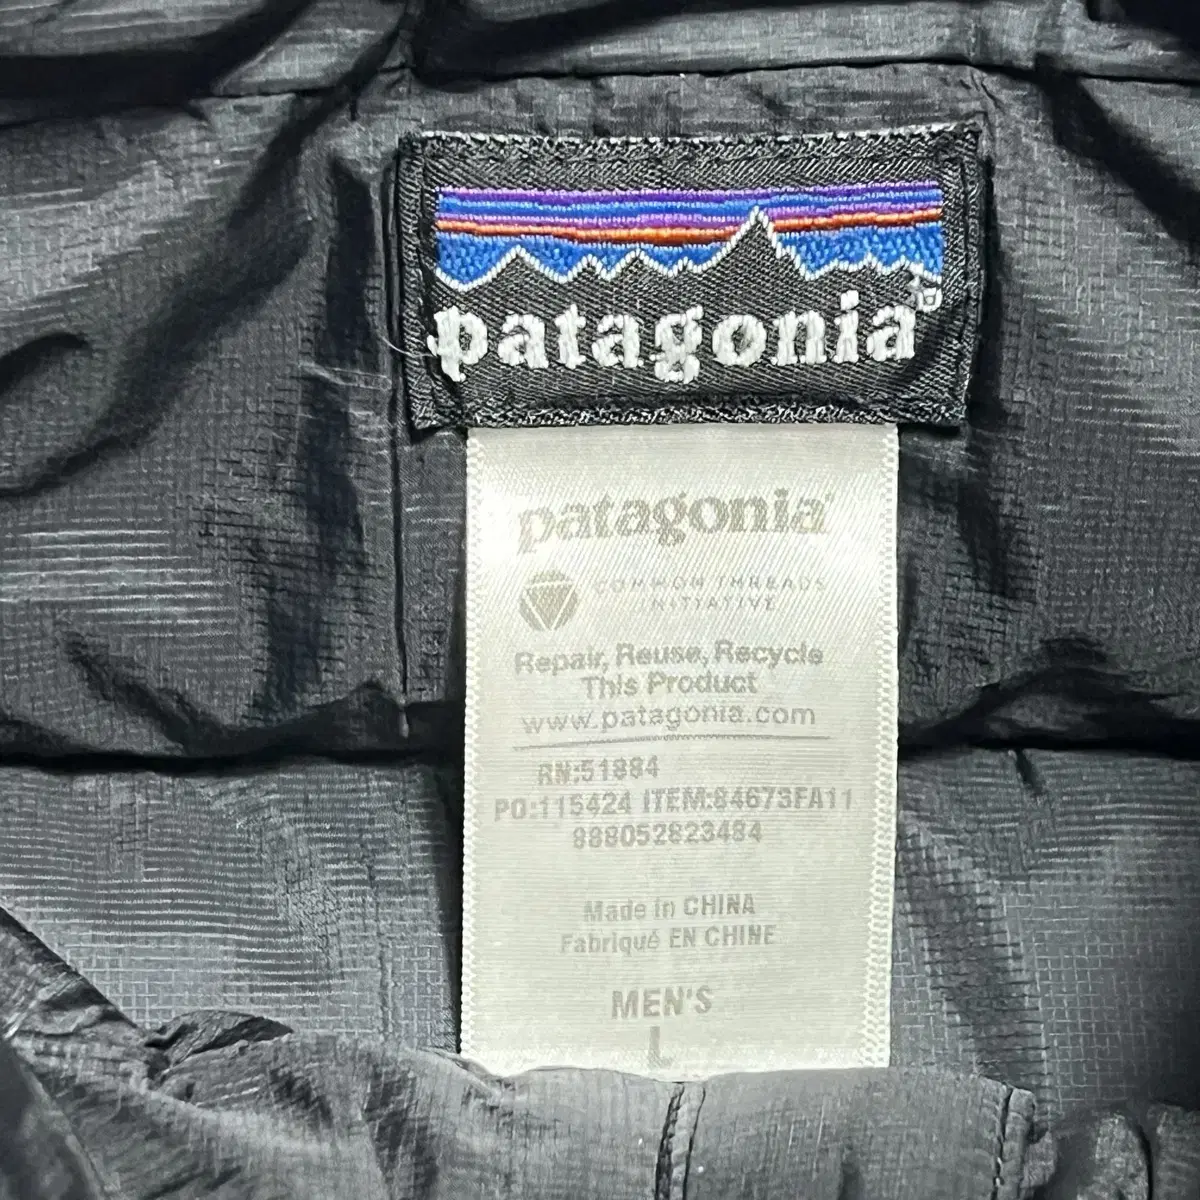 patagonia®
patagonia®
COMMON THREADS
INITIATIVE
Repair, Reuse, Recycle
This Product
www.patagonia.com
RN:51884
PO:115424 ITEM:84673FA11
888052823484
Made in CHINA
Fabriqué EN CHINE
MEN'S
L